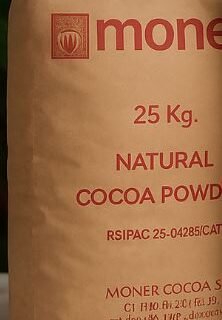 mone
25 Kg.
NATURAL
COCOA POWD
RSIPAC 25-04285/CAT
MONER COCOA S